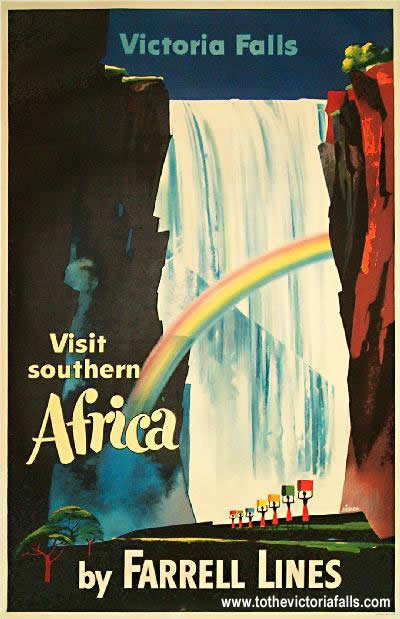 Victoria Falls
Visit
southern
Africa
by FARRELL LINES
www.tothevictoriafalls.com